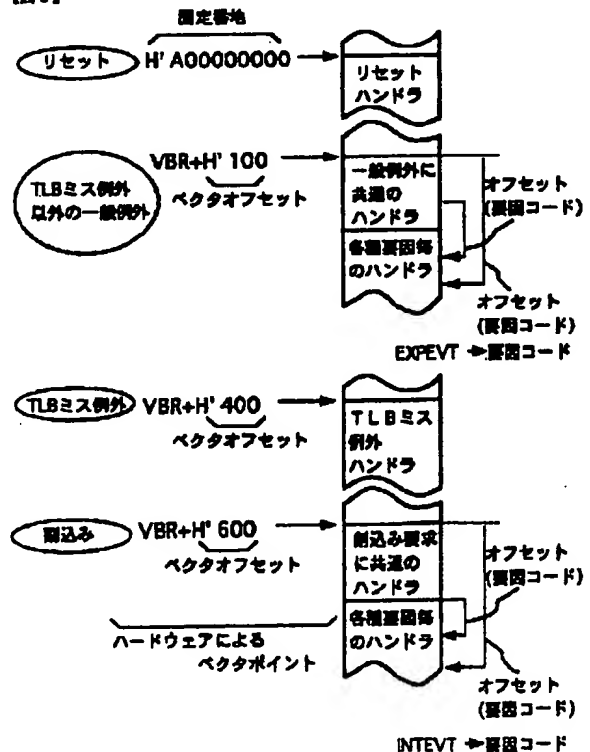 固定番地
リセット H' A00000000
リセット
ハンドラ
VBR+H' 100
ベクタオフセット
TLBミス例外
以外の一般例外
一般例外に
共通の
ハンドラ
各種要因毎
のハンドラ
オフセット
(要因コード)
オフセット
(要因コード)
EXPEVT → 要因コード
TLBミス例外 VBR+H' 400
ベクタオフセット
TLBミス
例外
ハンドラ
割込み VBR+H' 600
ベクタオフセット
割込み要求
に共通の
ハンドラ
各種要因毎
のハンドラ
オフセット
(要因コード)
ハードウェアによる
ベクタポイント
オフセット
(要因コード)
INTEVT → 要因コード